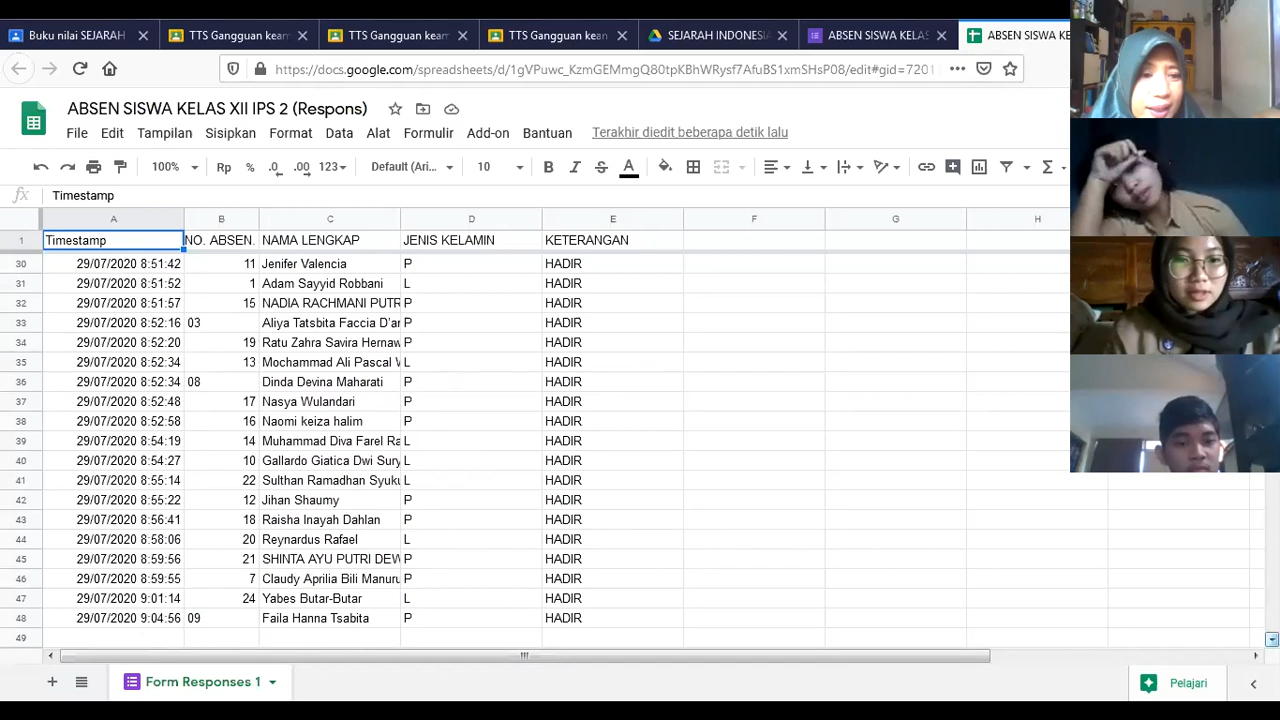 Buku nilai SEJARAH
TTS Gangguan keam
TTS Gangguan keam
TTS Gangguan kean
SEJARAH INDONESI
ABSEN SISWA KELAS
ABSEN SISWA KE
https://docs.google.com/spreadsheets/d/1gVPuwc_KzmGEMmgQ80tpKBhWRysf7AfuBS1xmSHsP08/edit#gid=7201
ABSEN SISWA KELAS XII IPS 2 (Respons)
File Edit Tampilan Sisipkan Format Data Alat Formulir Add-on Bantuan Terakhir diedit beberapa detik lalu
100% Rp % .0 .00 123 Default (Ari... 10 B I S A
fx Timestamp
A B C D E F G H
1 Timestamp NO. ABSEN. NAMA LENGKAP JENIS KELAMIN KETERANGAN
30 29/07/2020 8:51:42 11 Jenifer Valencia P HADIR
31 29/07/2020 8:51:52 1 Adam Sayyid Robbani L HADIR
32 29/07/2020 8:51:57 15 NADIA RACHMANI PUTR P HADIR
33 29/07/2020 8:52:16 03 Aliya Tatsbita Faccia D'ar P HADIR
34 29/07/2020 8:52:20 19 Ratu Zahra Savira Hernaw P HADIR
35 29/07/2020 8:52:34 13 Mochammad Ali Pascal W L HADIR
36 29/07/2020 8:52:34 08 Dinda Devina Maharati P HADIR
37 29/07/2020 8:52:48 17 Nasya Wulandari P HADIR
38 29/07/2020 8:52:58 16 Naomi keiza halim P HADIR
39 29/07/2020 8:54:19 14 Muhammad Diva Farel Ra L HADIR
40 29/07/2020 8:54:27 10 Gallardo Giatica Dwi Sury L HADIR
41 29/07/2020 8:55:14 22 Sulthan Ramadhan Syuku L HADIR
42 29/07/2020 8:55:22 12 Jihan Shaumy P HADIR
43 29/07/2020 8:56:41 18 Raisha Inayah Dahlan P HADIR
44 29/07/2020 8:58:06 20 Reynardus Rafael L HADIR
45 29/07/2020 8:59:56 21 SHINTA AYU PUTRI DEW P HADIR
46 29/07/2020 8:59:55 7 Claudy Aprilia Bili Manuru P HADIR
47 29/07/2020 9:01:14 24 Yabes Butar-Butar L HADIR
48 29/07/2020 9:04:56 09 Faila Hanna Tsabita P HADIR
49
Form Responses 1
Pelajari